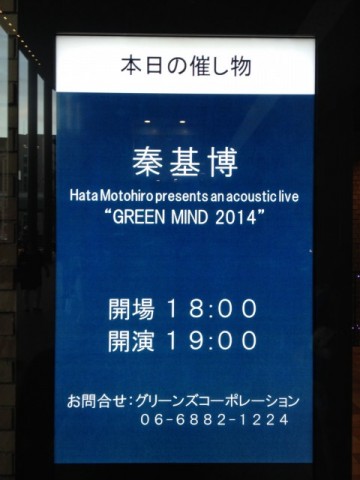 本日の催し物
秦基博
Hata Motohiro presents an acoustic live
“GREEN MIND 2014”
開場 18:00
開演 19:00
お問合せ:グリーンズコーポレーション
06-6882-1224